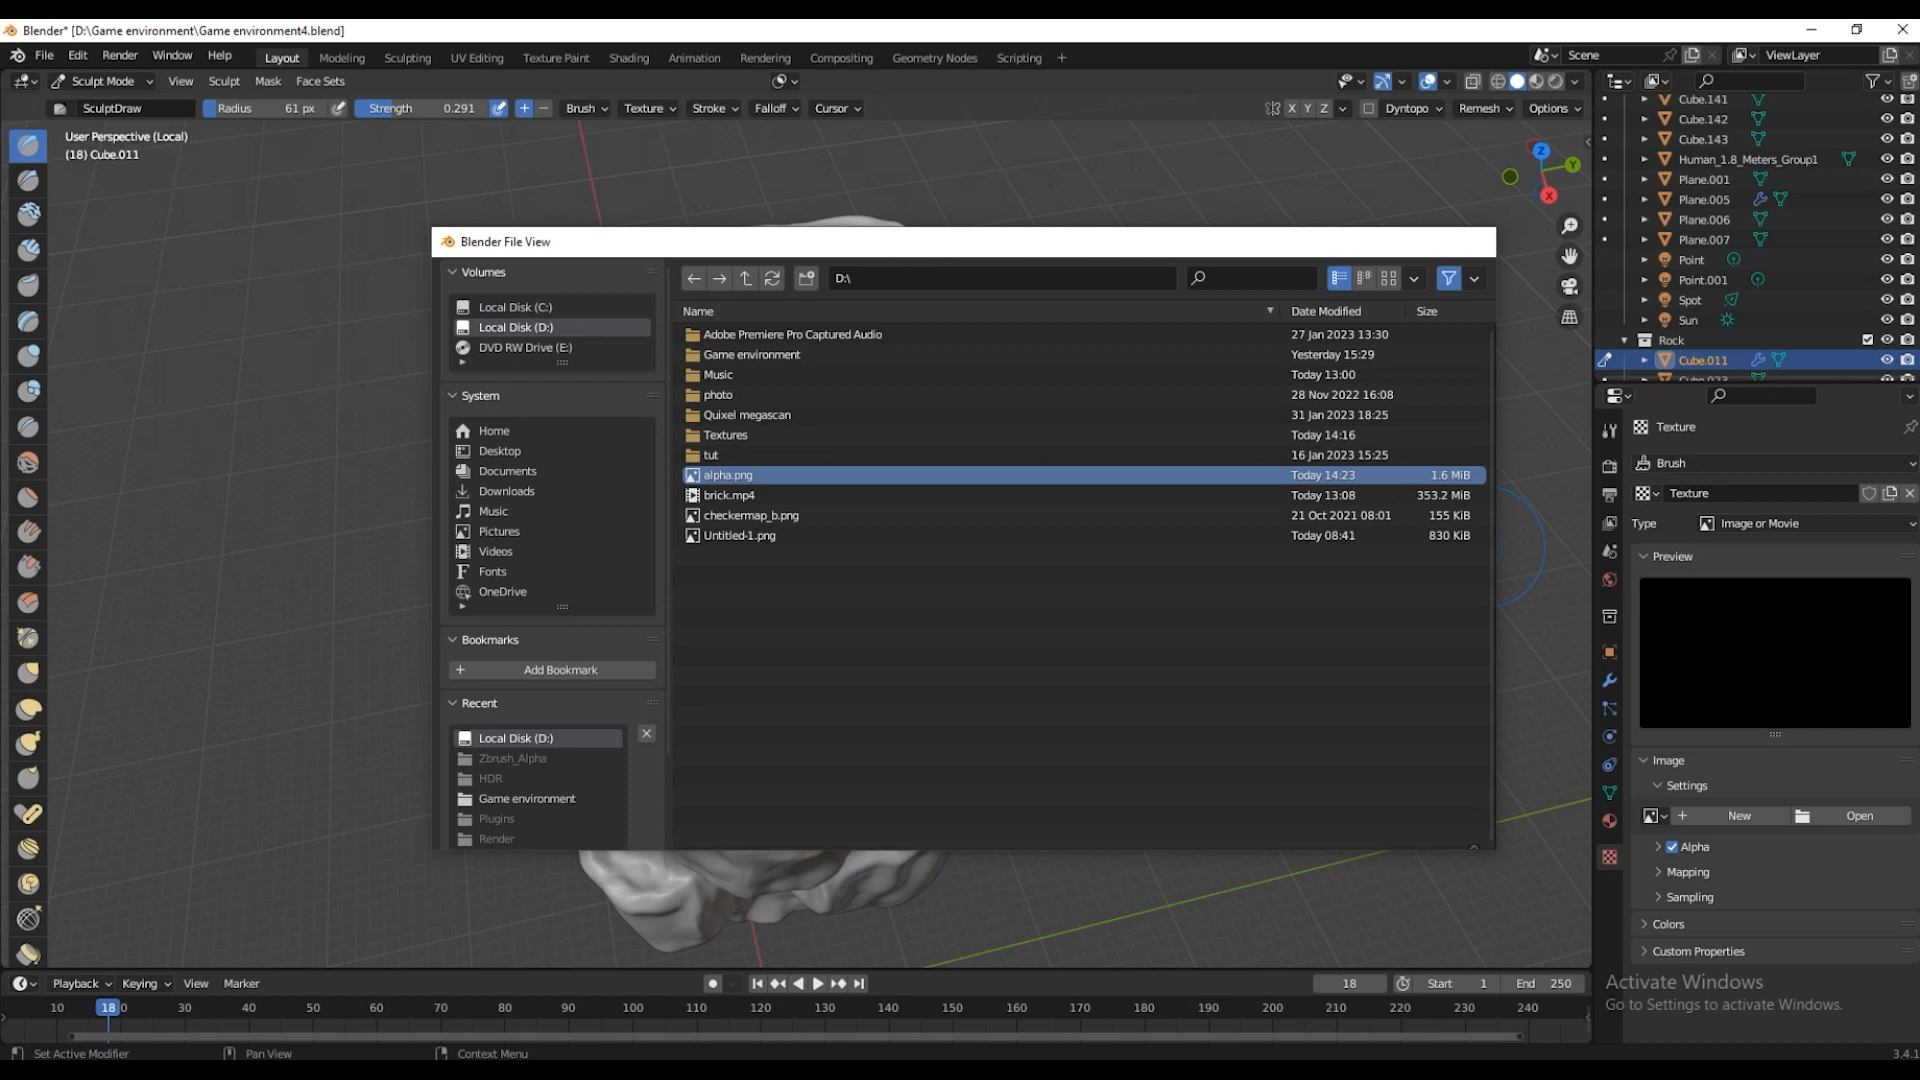 Blender* [D:\Game environment\Game environment4.blend]
File Edit Render Window Help Layout Modeling Sculpting UV Editing Texture Paint Shading Animation Rendering Compositing Geometry Nodes Scripting + Scene ViewLayer
Sculpt Mode View Sculpt Mask Face Sets
SculptDraw Radius 61 px Strength 0.291 Brush Texture Stroke Falloff Cursor X Y Z Dyntopo Remesh Options
User Perspective (Local)
(18) Cube.011
Z
Y
X
Cube.141
Cube.142
Cube.143
Human_1.8_Meters_Group1
Plane.001
Plane.005
Plane.006
Plane.007
Point
Point.001
Spot
Sun
Rock
Cube.011
Cube.023
Blender File View
Volumes
Local Disk (C:)
Local Disk (D:)
DVD RW Drive (E:)
System
Home
Desktop
Documents
Downloads
Music
Pictures
Videos
Fonts
OneDrive
Bookmarks
Add Bookmark
Recent
Local Disk (D:)
Zbrush_Alpha
HDR
Game environment
Plugins
Render
D:\
Name Date Modified Size
Adobe Premiere Pro Captured Audio 27 Jan 2023 13:30
Game environment Yesterday 15:29
Music Today 13:00
photo 28 Nov 2022 16:08
Quixel megascan 31 Jan 2023 18:25
Textures Today 14:16
tut 16 Jan 2023 15:25
alpha.png Today 14:23 1.6 MiB
brick.mp4 Today 13:08 353.2 MiB
checkermap_b.png 21 Oct 2021 08:01 155 KiB
Untitled-1.png Today 08:41 830 KiB
Texture
Brush
Texture
Type Image or Movie
Preview
Image
Settings
New Open
Alpha
Mapping
Sampling
Colors
Custom Properties
Activate Windows
Go to Settings to activate Windows.
Playback Keying View Marker 18 Start 1 End 250
10 18 0 30 40 50 60 70 80 90 100 110 120 130 140 150 160 170 180 190 200 210 220 230 240
Set Active Modifier Pan View Context Menu 3.4.1